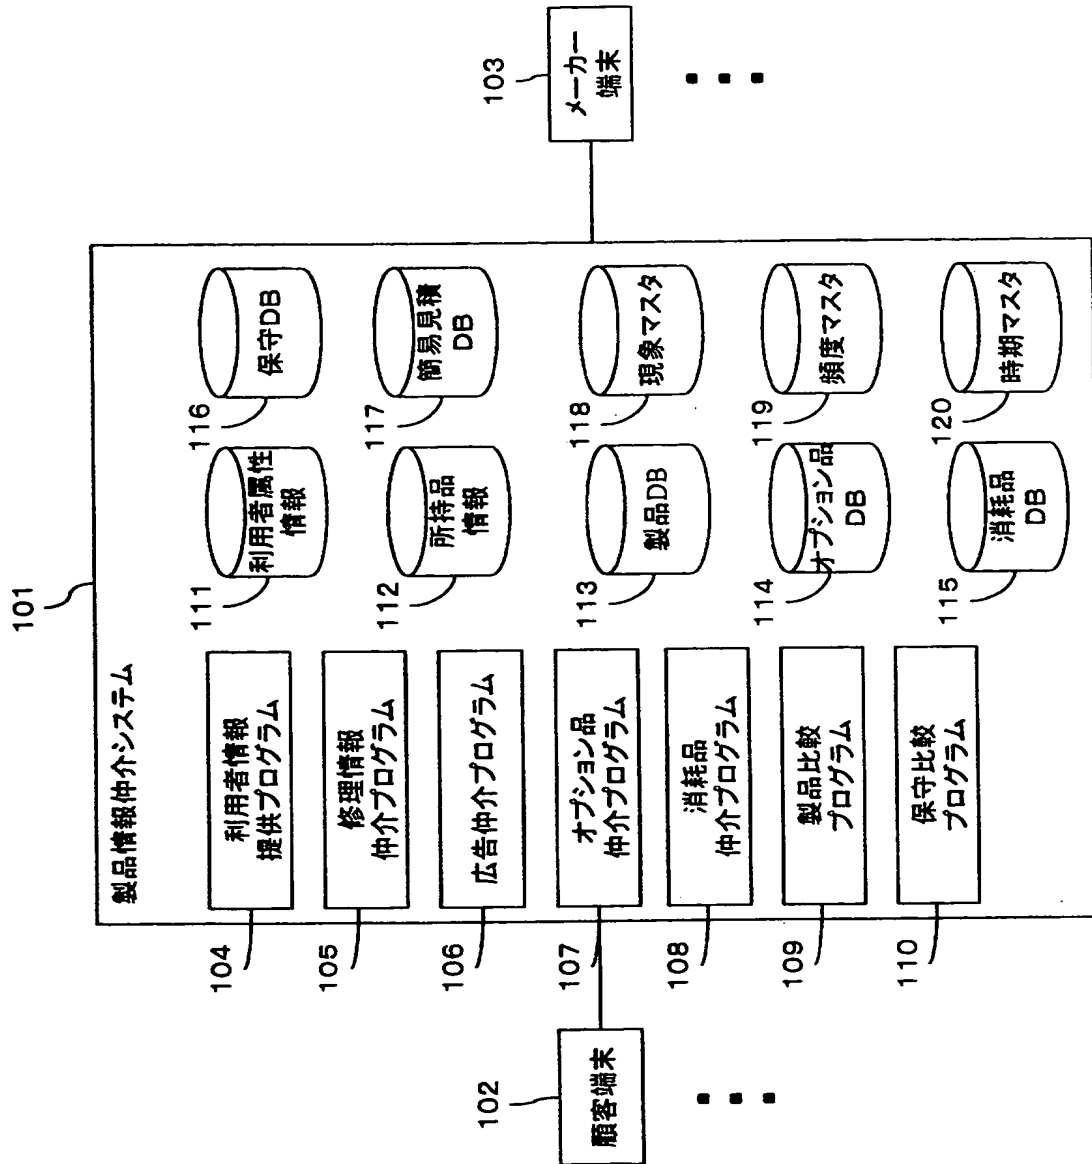 101
製品情報仲介システム
104
利用者情報
提供プログラム
105
修理情報
仲介プログラム
106
広告仲介プログラム
107
オプション品
仲介プログラム
108
消耗品
仲介プログラム
109
製品比較
プログラム
110
保守比較
プログラム
111
利用者属性
情報
112
所持品
情報
113
製品DB
114
オプション品
DB
115
消耗品
DB
116
保守DB
117
簡易見積
DB
118
現象マスタ
119
頻度マスタ
120
時期マスタ
102
顧客端末
103
メーカー
端末